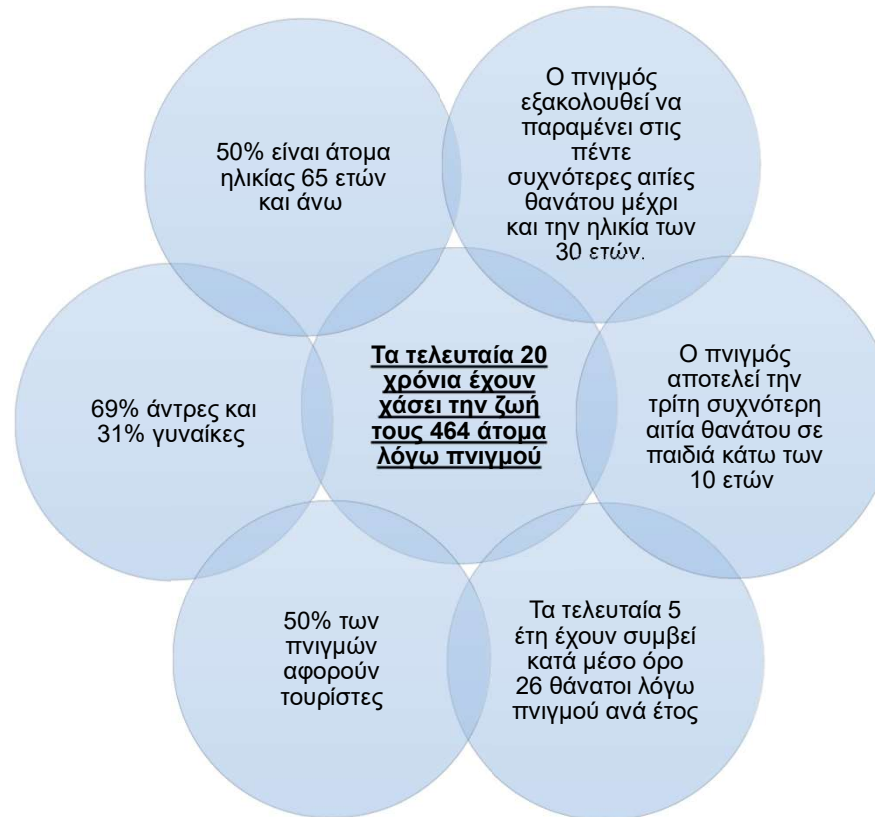 50% είναι άτομα
ηλικίας 65 ετών
και άνω
Ο πνιγμός
εξακολουθεί να
παραμένει στις
πέντε
συχνότερες αιτίες
θανάτου μέχρι
και την ηλικία των
30 ετών.
69% άντρες και
31% γυναίκες
Τα τελευταία 20
χρόνια έχουν
χάσει την ζωή
τους 464 άτομα
λόγω πνιγμού
Ο πνιγμός
αποτελεί την
τρίτη συχνότερη
αιτία θανάτου σε
παιδιά κάτω των
10 ετών
50% των
πνιγμών
αφορούν
τουρίστες
Τα τελευταία 5
έτη έχουν συμβεί
κατά μέσο όρο
26 θάνατοι λόγω
πνιγμού ανά έτος